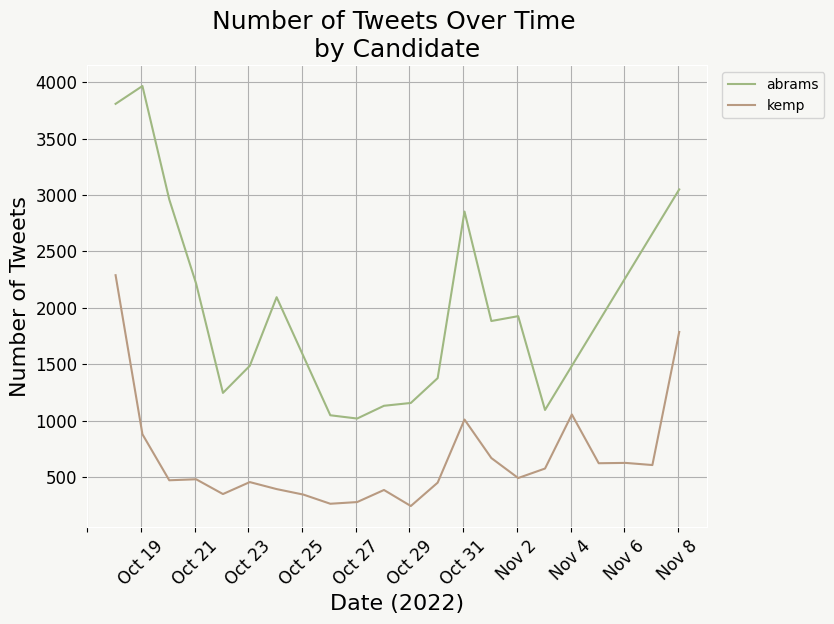 Number of Tweets Over Time
by Candidate
abrams
kemp
Number of Tweets
4000
3500
3000
2500
2000
1500
1000
500
Oct 19
Oct 21
Oct 23
Oct 25
Oct 27
Oct 29
Oct 31
Nov 2
Nov 4
Nov 6
Nov 8
Date (2022)